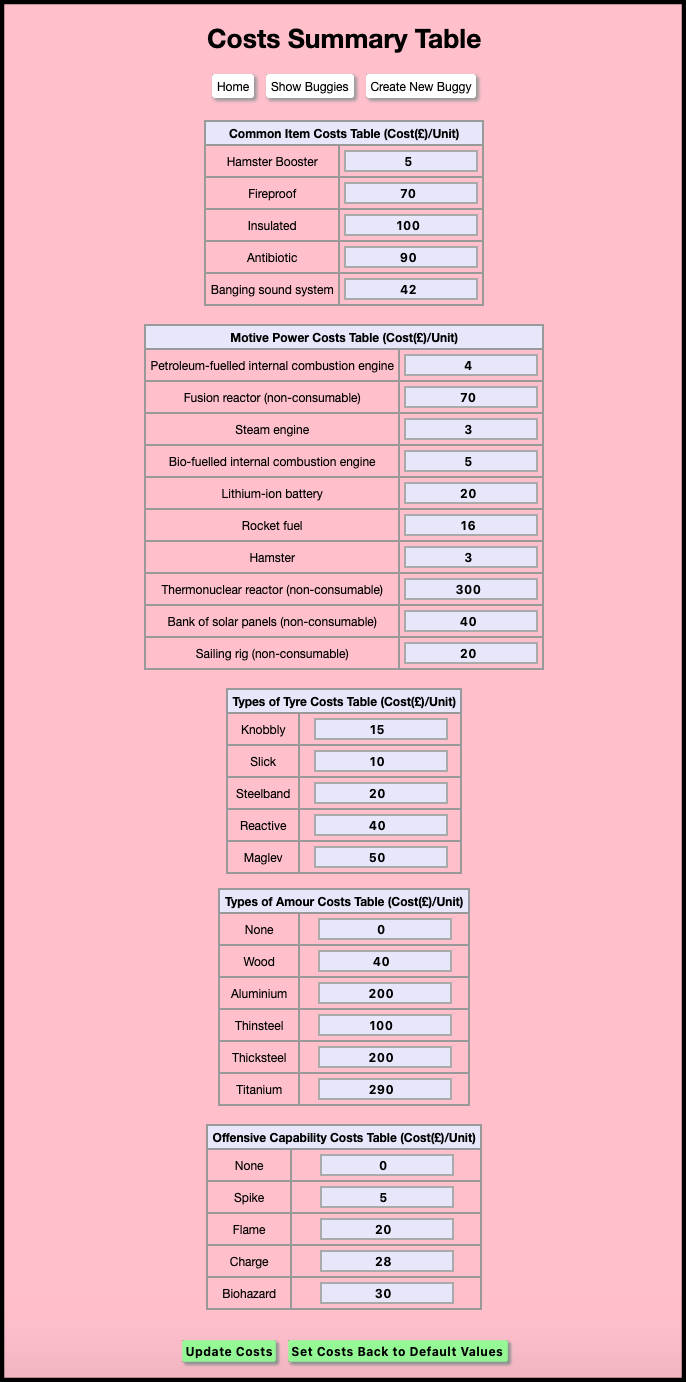 Costs Summary Table
Home Show Buggies Create New Buggy
Common Item Costs Table (Cost(£)/Unit)
Hamster Booster 5
Fireproof 70
Insulated 100
Antibiotic 90
Banging sound system 42
Motive Power Costs Table (Cost(£)/Unit)
Petroleum-fuelled internal combustion engine 4
Fusion reactor (non-consumable) 70
Steam engine 3
Bio-fuelled internal combustion engine 5
Lithium-ion battery 20
Rocket fuel 16
Hamster 3
Thermonuclear reactor (non-consumable) 300
Bank of solar panels (non-consumable) 40
Sailing rig (non-consumable) 20
Types of Tyre Costs Table (Cost(£)/Unit)
Knobbly 15
Slick 10
Steelband 20
Reactive 40
Maglev 50
Types of Amour Costs Table (Cost(£)/Unit)
None 0
Wood 40
Aluminium 200
Thinsteel 100
Thicksteel 200
Titanium 290
Offensive Capability Costs Table (Cost(£)/Unit)
None 0
Spike 5
Flame 20
Charge 28
Biohazard 30
Update Costs Set Costs Back to Default Values